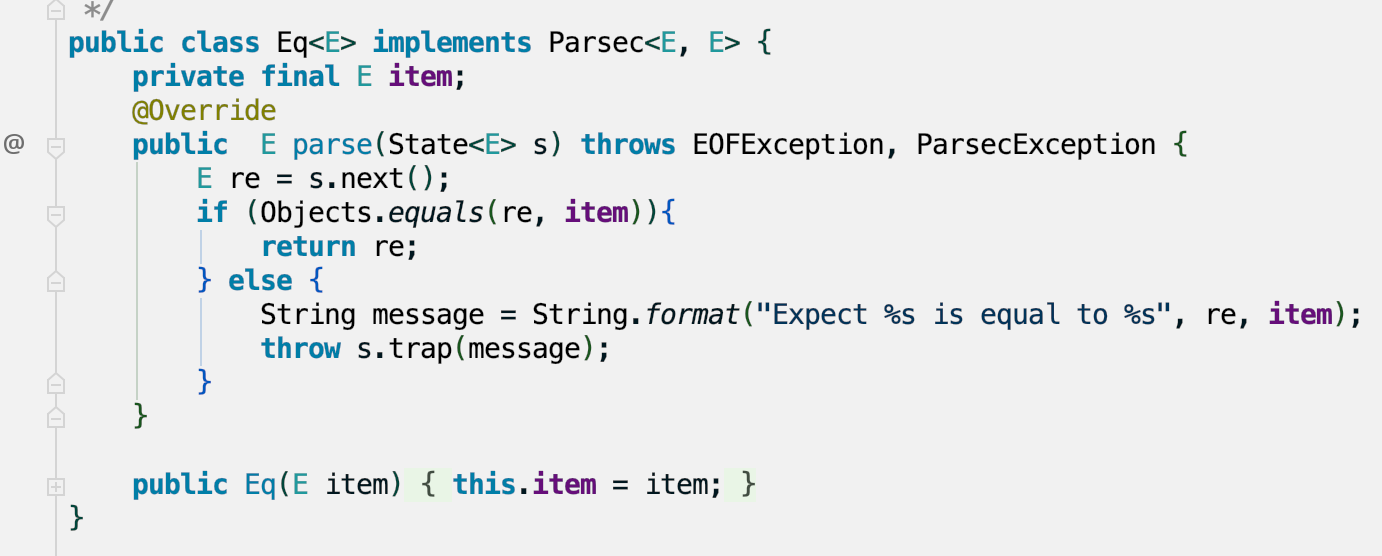 */
public class Eq<E> implements Parsec<E, E> {
    private final E item;
    @Override
@   public  E parse(State<E> s) throws EOFException, ParsecException {
        E re = s.next();
        if (Objects.equals(re, item)){
            return re;
        } else {
            String message = String.format("Expect %s is equal to %s", re, item);
            throw s.trap(message);
        }
    }

    public Eq(E item) { this.item = item; }
}